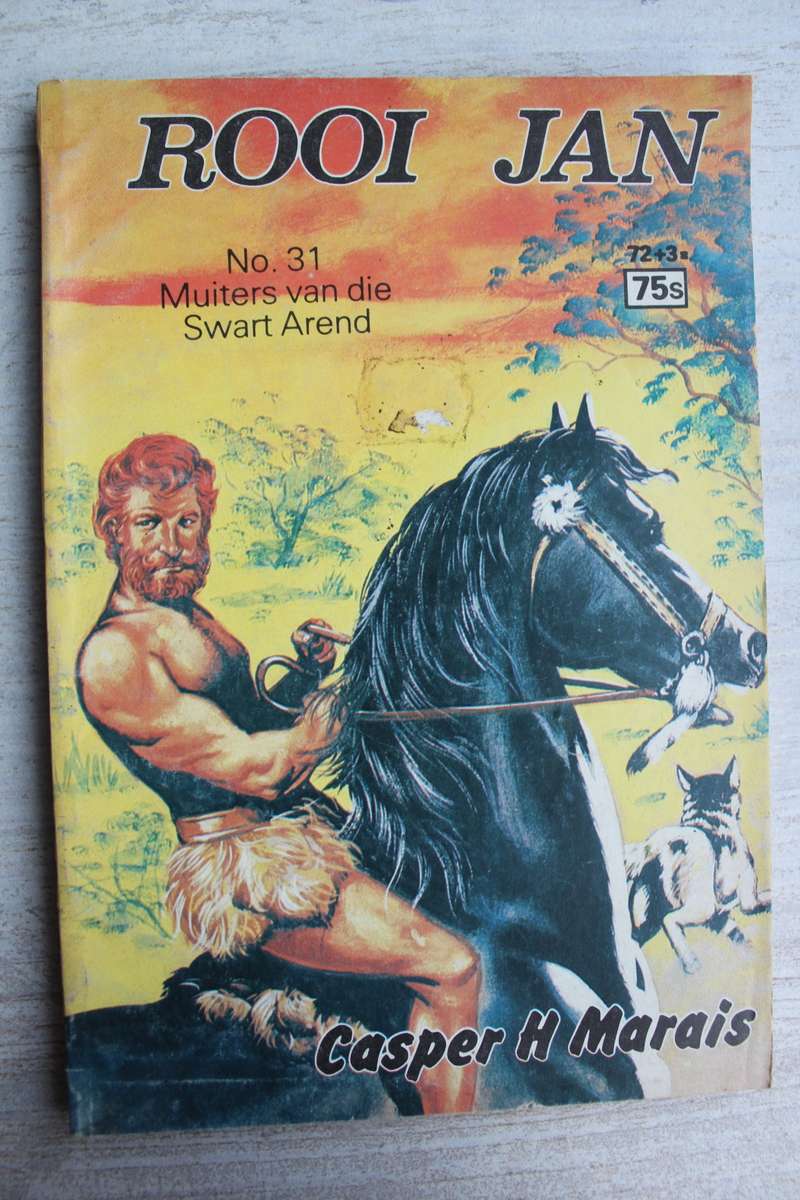 ROOI JAN
No. 31
Muiters van die
Swart Arend
72+3=
75s
Casper H Marais